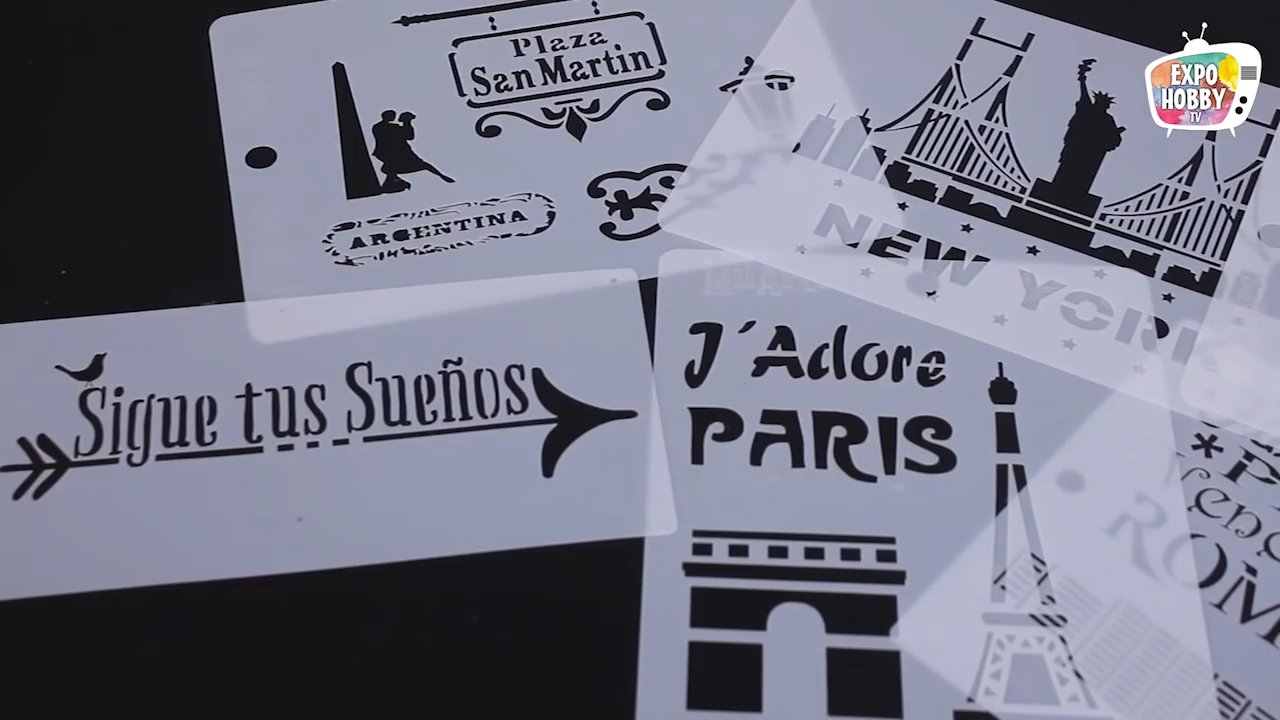 Plaza
San Martin
ARGENTINA
EXPO
HOBBY
TV
NEW YORK
Sigue tus Sueños
J´Adore
PARIS
ROM